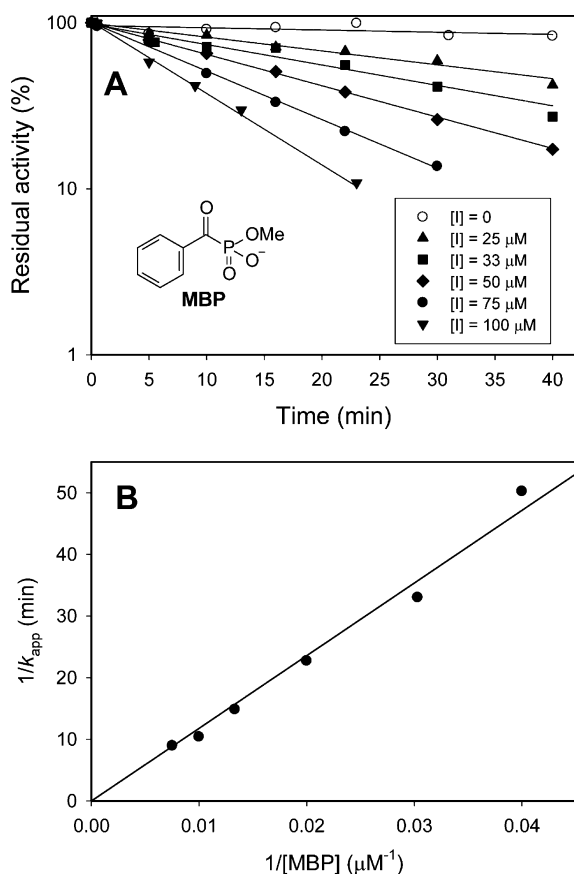 A
Residual activity (%)
100
10
1
O
OMe
P
O
O−
MBP
[I] = 0
[I] = 25 μM
[I] = 33 μM
[I] = 50 μM
[I] = 75 μM
[I] = 100 μM
0 5 10 15 20 25 30 35 40
Time (min)
B
1/kapp (min)
50
40
30
20
10
0
0.00 0.01 0.02 0.03 0.04
1/[MBP] (μM-1)